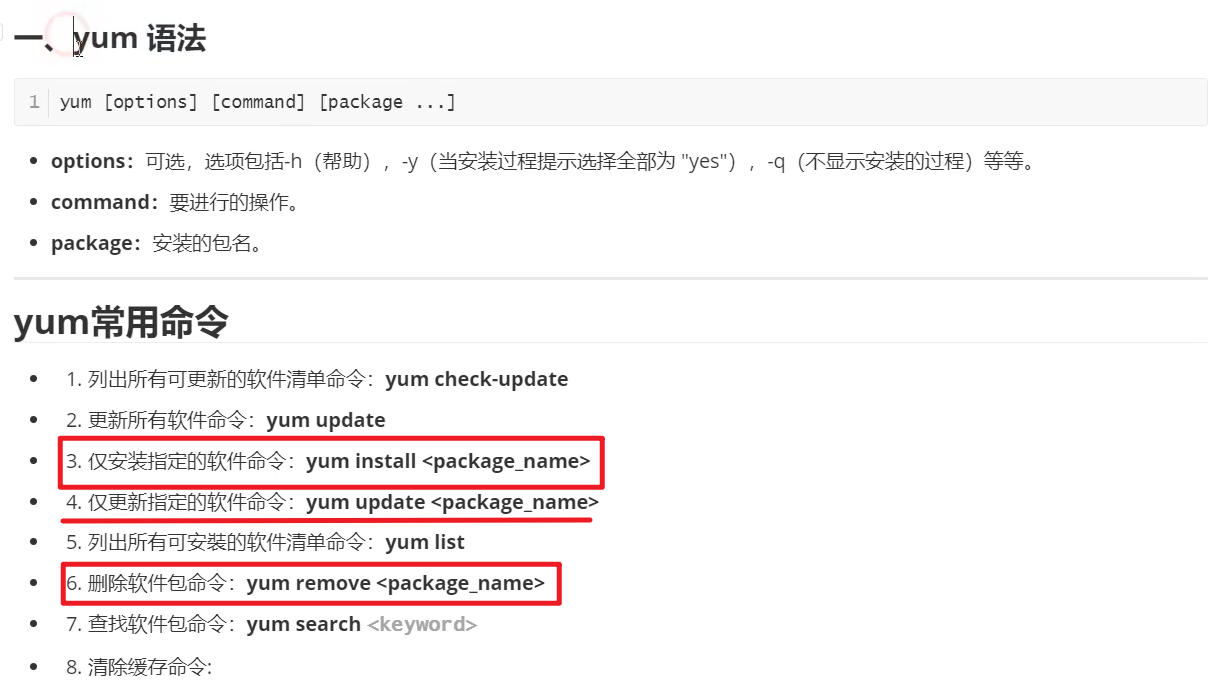 一、yum 语法
1 yum [options] [command] [package ...]
options：可选，选项包括-h（帮助），-y（当安装过程提示选择全部为 "yes"），-q（不显示安装的过程）等等。
command：要进行的操作。
package：安装的包名。
yum常用命令
1. 列出所有可更新的软件清单命令：yum check-update
2. 更新所有软件命令：yum update
3. 仅安装指定的软件命令：yum install <package_name>
4. 仅更新指定的软件命令：yum update <package_name>
5. 列出所有可安裝的软件清单命令：yum list
6. 删除软件包命令：yum remove <package_name>
7. 查找软件包命令：yum search <keyword>
8. 清除缓存命令: